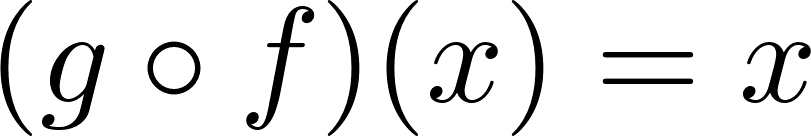 (g ∘ f)(x) = x